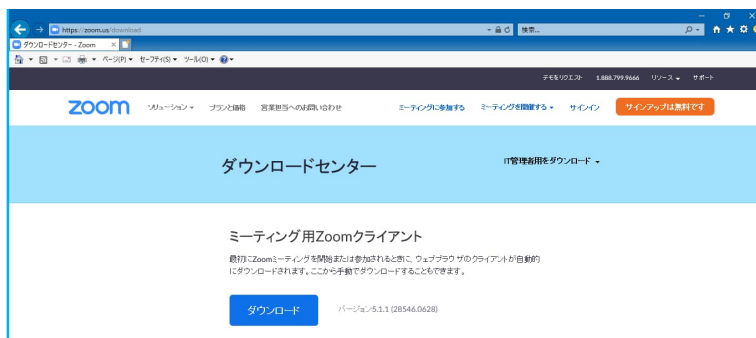 https://zoom.us/download
検索...
ダウンロードセンター - Zoom
ページ(P) セーフティ(S) ツール(O)
デモをリクエスト 1.888.799.9666 リソース サポート
zoom ソリューション プランと価格 営業担当へのお問い合わせ ミーティングに参加する ミーティングを開催する サインイン サインアップは無料です
ダウンロードセンター IT管理者用をダウンロード
ミーティング用Zoomクライアント
最初にZoomミーティングを開始または参加されるときに、ウェブブラウザのクライアントが自動的
にダウンロードされます。ここから手動でダウンロードすることもできます。
ダウンロード バージョン5.1.1 (28546.0628)